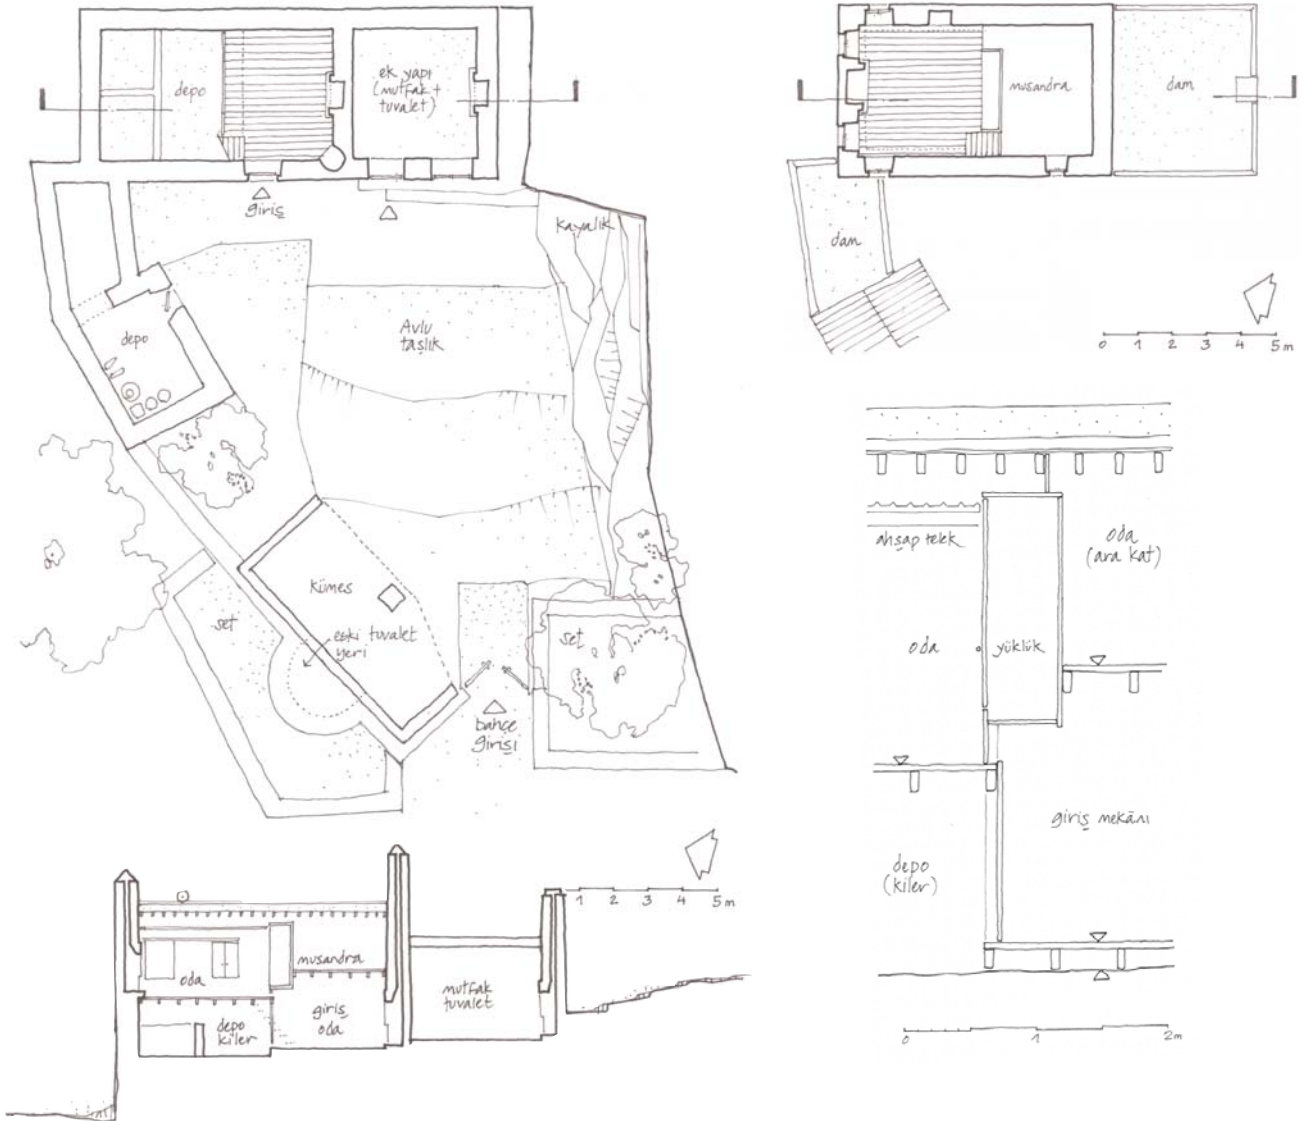 depo
ek yapı
(mutfak +
tuvalet)
giriş
kayalık
depo
Avlu
taşlık
kümes
eski tuvalet
yeri
set
set
bahçe
girişi
musandra
dam
dam
0 1 2 3 4 5m
ahşap telek
oda
(ara kat)
oda
yüklük
giriş mekânı
depo
(kiler)
0 1 2m
1 2 3 4 5m
oda
musandra
depo
kiler
giriş
oda
mutfak
tuvalet